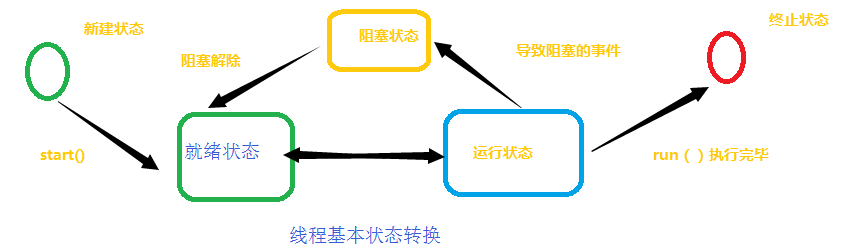 新建状态
阻塞状态
终止状态
阻塞解除
导致阻塞的事件
start()
就绪状态
运行状态
run（）执行完毕
线程基本状态转换